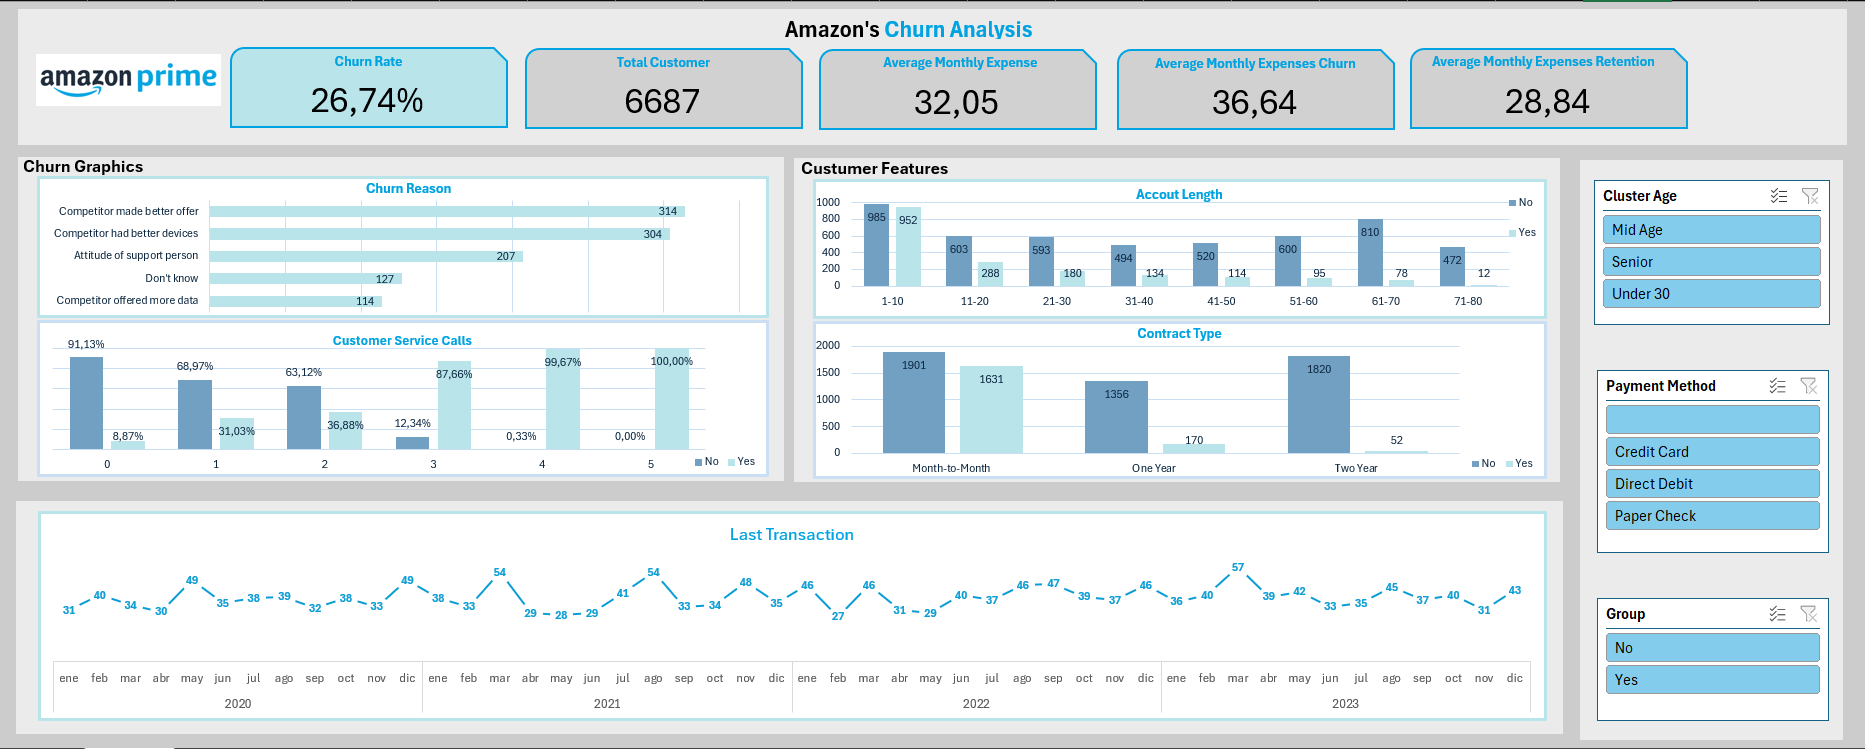 Amazon's Churn Analysis
amazon prime
Churn Rate
26,74%
Total Customer
6687
Average Monthly Expense
32,05
Average Monthly Expenses Churn
36,64
Average Monthly Expenses Retention
28,84
Churn Graphics
Churn Reason
Competitor made better offer 314
Competitor had better devices 304
Attitude of support person 207
Don't know 127
Competitor offered more data 114
Customer Service Calls
91,13% 8,87% 68,97% 31,03% 63,12% 36,88% 12,34% 87,66% 0,33% 99,67% 0,00% 100,00%
0 1 2 3 4 5
No Yes
Custumer Features
Accout Length
1000
800
600
400
200
0
985 952 603 288 593 180 494 134 520 114 600 95 810 78 472 12
1-10 11-20 21-30 31-40 41-50 51-60 61-70 71-80
No
Yes
Contract Type
2000
1500
1000
500
0
1901 1631 1356 170 1820 52
Month-to-Month One Year Two Year
No Yes
Last Transaction
31 40 34 30 49 35 38 39 32 38 33 49 38 33 54 29 28 29 41 54 33 34 48 35 46 27 46 31 29 40 37 46 47 39 37 46 36 40 57 39 42 33 35 45 37 40 31 43
ene feb mar abr may jun jul ago sep oct nov dic ene feb mar abr may jun jul ago sep oct nov dic ene feb mar abr may jun jul ago sep oct nov dic ene feb mar abr may jun jul ago sep oct nov dic
2020 2021 2022 2023
Cluster Age
Mid Age
Senior
Under 30
Payment Method
Credit Card
Direct Debit
Paper Check
Group
No
Yes